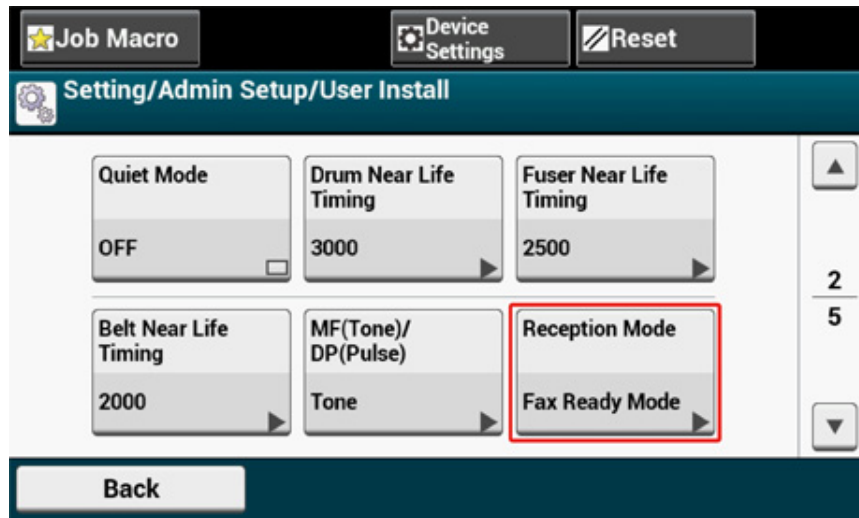 Job Macro
Device
Settings
Reset
Setting/Admin Setup/User Install
Quiet Mode
OFF
Drum Near Life
Timing
3000
Fuser Near Life
Timing
2500
Belt Near Life
Timing
2000
MF(Tone)/
DP(Pulse)
Tone
Reception Mode
Fax Ready Mode
2
5
Back